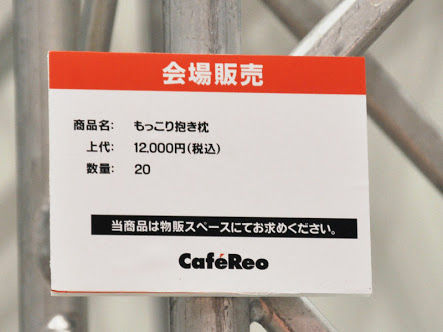 会場販売
商品名: もっこり抱き枕
上代: 12,000円(税込)
数量: 20
当商品は物販スペースにてお求めください。
CaféReo